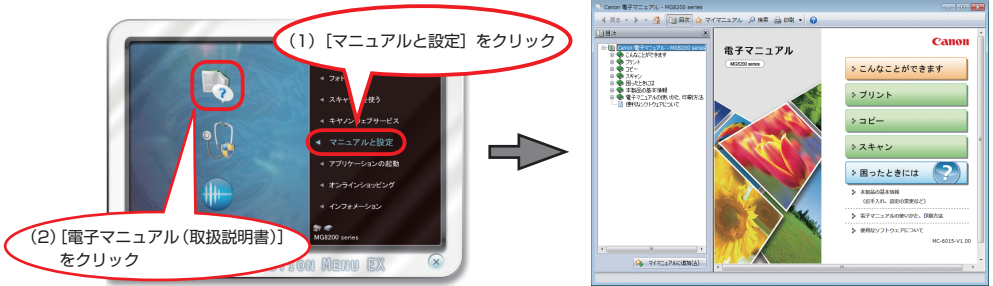 (1) [マニュアルと設定] をクリック
スキャナを使う
キヤノンウェブサービス
マニュアルと設定
アプリケーションの起動
オンラインショッピング
インフォメーション
MG8200 series
(2) [電子マニュアル(取扱説明書)]
をクリック
MENU EX
Canon 電子マニュアル - MG8200 series
戻る
目次
マイマニュアル
検索
印刷
目次
Canon 電子マニュアル - MG8200 series
こんなことができます
プリント
コピー
スキャン
困ったときには
本製品の基本情報
電子マニュアルの使いかた、印刷方法
便利なソフトウェアについて
マイマニュアルに追加(A)
電子マニュアル
MG8200 series
Canon
こんなことができます
プリント
コピー
スキャン
困ったときには
本製品の基本情報
(お手入れ、設定の変更など)
電子マニュアルの使いかた、印刷方法
便利なソフトウェアについて
MC-6015-V1.00